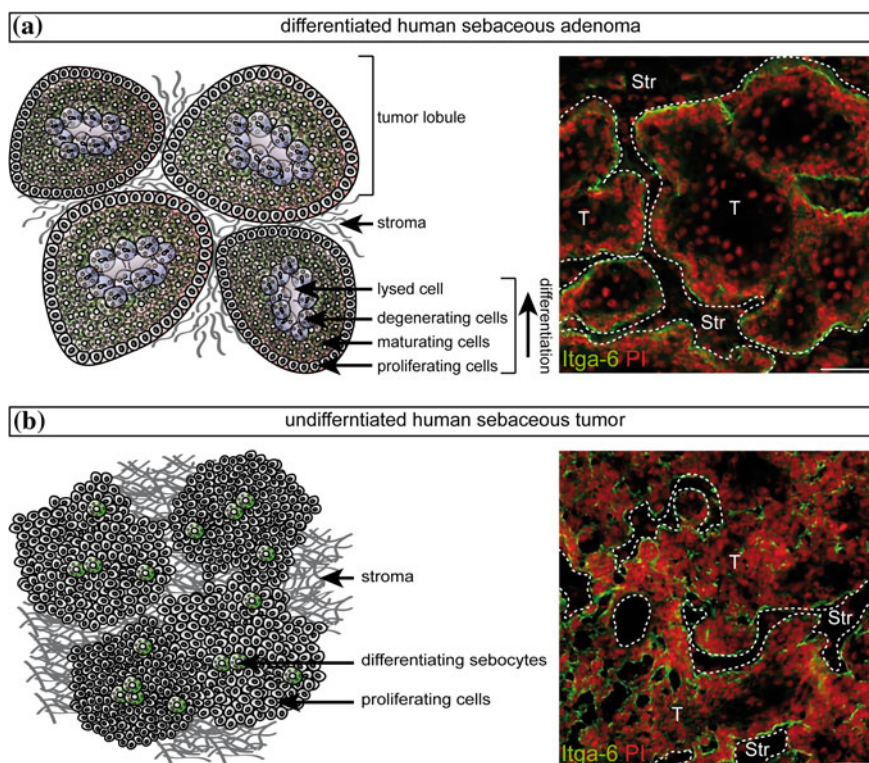 (a) differentiated human sebaceous adenoma
tumor lobule
stroma
lysed cell
degenerating cells
maturating cells
proliferating cells
differentiation
Str
T
T
Str
Itga-6 PI
(b) undifferntiated human sebaceous tumor
stroma
differentiating sebocytes
proliferating cells
T
Str
T
Str
Itga-6 PI